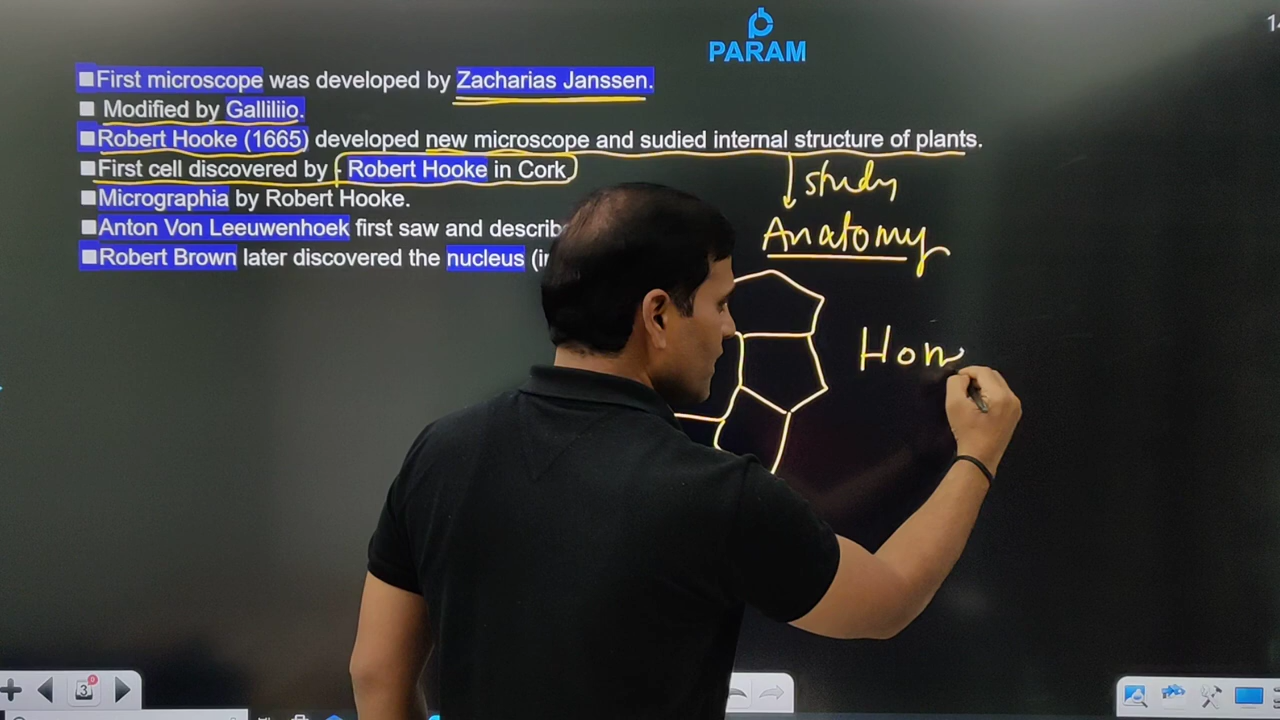 PARAM
First microscope was developed by Zacharias Janssen.
Modified by Galliliio.
Robert Hooke (1665) developed new microscope and sudied internal structure of plants.
First cell discovered by - Robert Hooke in Cork
Micrographia by Robert Hooke.
Anton Von Leeuwenhoek first saw and
Robert Brown later discovered the nucleus
study
Anatomy
Hon
3